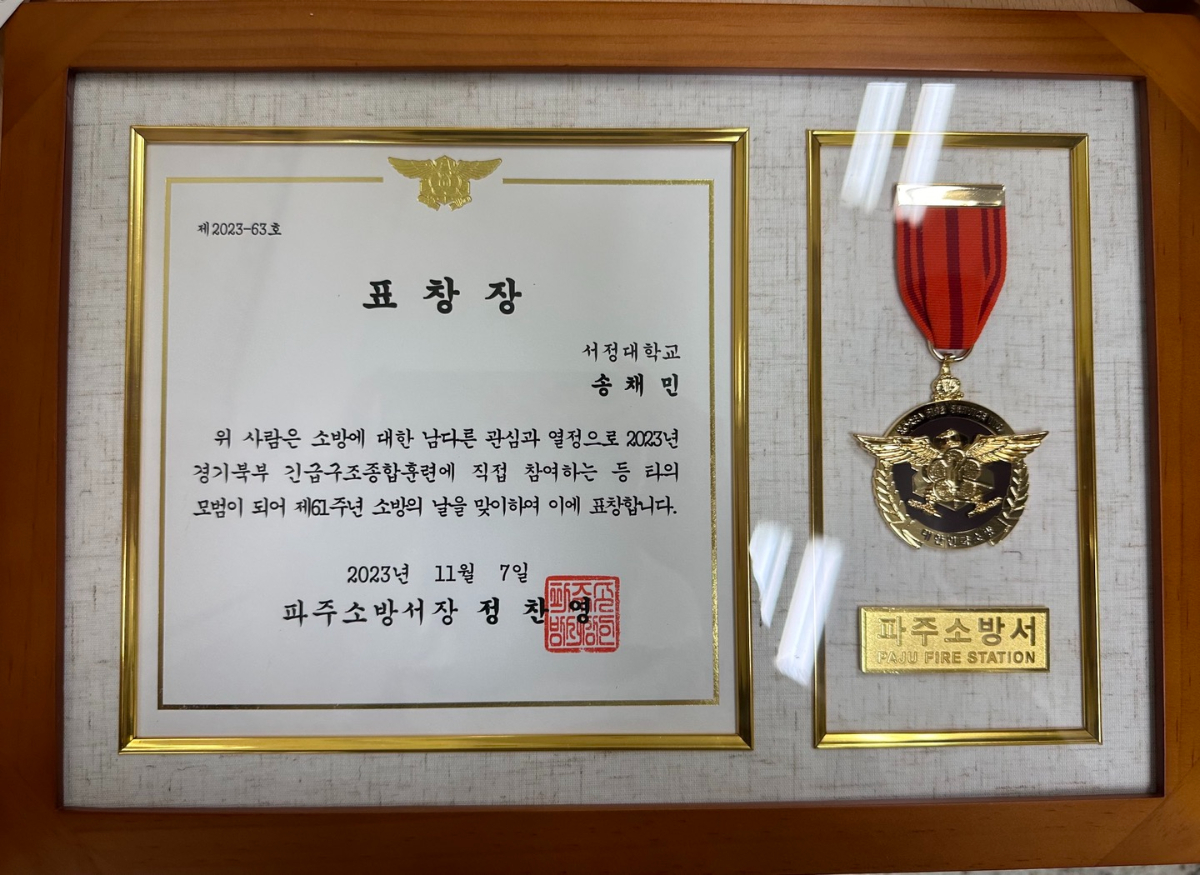 제2023-63호
표 창 장
서정대학교
송 채 민
위 사람은 소방에 대한 남다른 관심과 열정으로 2023년
경기북부 긴급구조종합훈련에 직접 참여하는 등 타의
모범이 되어 제61주년 소방의 날을 맞이하여 이에 표창합니다.
2023년 11월 7일
파주소방서장 정 찬 영
대한민국소방
파주소방서
PAJU FIRE STATION